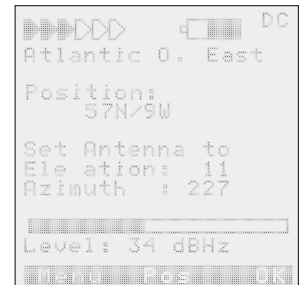 DC
Atlantic O. East
Position:
57N/9W
Set Antenna to
Ele ation: 11
Azimuth : 227
Level: 34 dBHz
Menu Pos OK